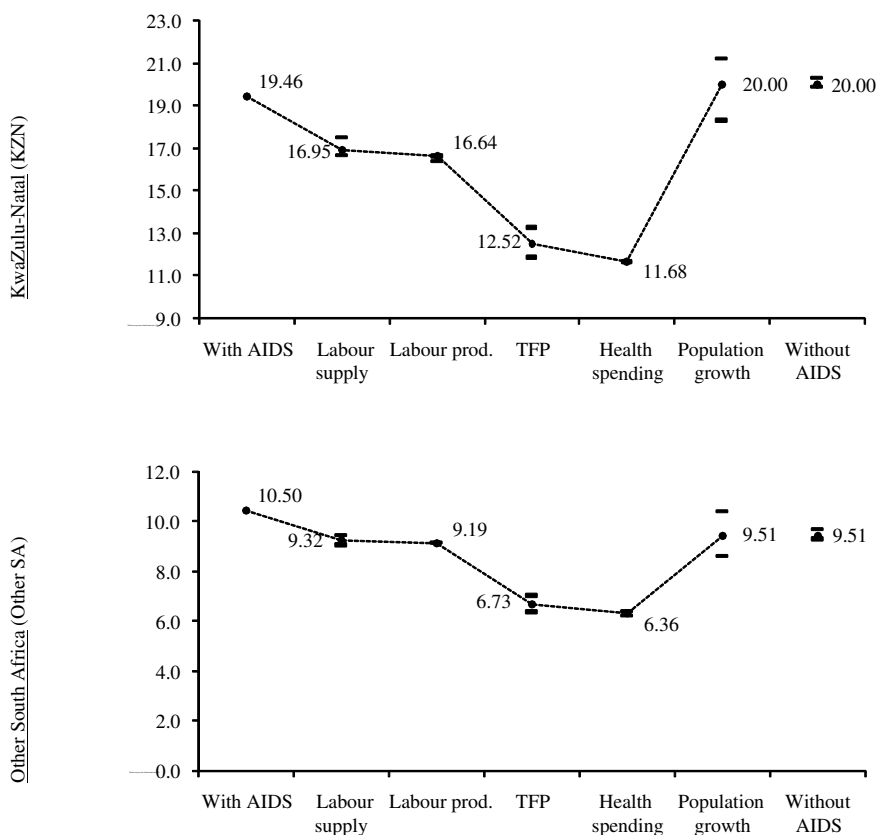 KwaZulu-Natal (KZN)
23.0
21.0
19.0
17.0
15.0
13.0
11.0
9.0
19.46
16.95
16.64
12.52
11.68
20.00
20.00
With AIDS
Labour
supply
Labour prod.
TFP
Health
spending
Population
growth
Without
AIDS
Other South Africa (Other SA)
12.0
10.0
8.0
6.0
4.0
2.0
0.0
10.50
9.32
9.19
6.73
6.36
9.51
9.51
With AIDS
Labour
supply
Labour prod.
TFP
Health
spending
Population
growth
Without
AIDS